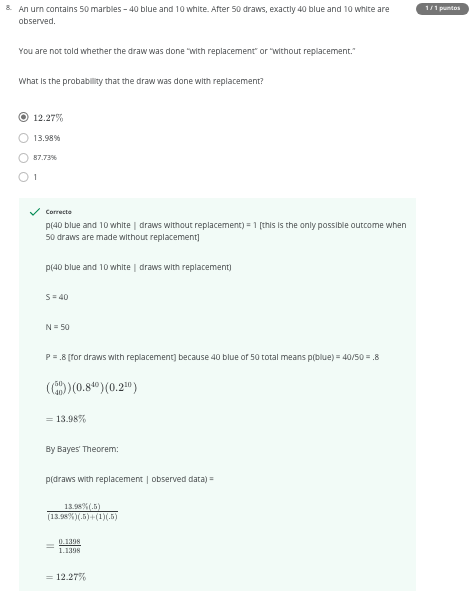 8. An urn contains 50 marbles – 40 blue and 10 white. After 50 draws, exactly 40 blue and 10 white are
observed.
1 / 1 puntos
You are not told whether the draw was done “with replacement” or “without replacement.”
What is the probability that the draw was done with replacement?
12.27%
13.98%
87.73%
1
Correcto
p(40 blue and 10 white | draws without replacement) = 1 [this is the only possible outcome when
50 draws are made without replacement]
p(40 blue and 10 white | draws with replacement)
S = 40
N = 50
P = .8 [for draws with replacement] because 40 blue of 50 total means p(blue) = 40/50 = .8
((50 40))(0.8^40)(0.2^10)
= 13.98%
By Bayes’ Theorem:
p(draws with replacement | observed data) =
13.98%(.5)
(13.98%)(.5)+(1)(.5)
= 0.1398
1.1398
= 12.27%